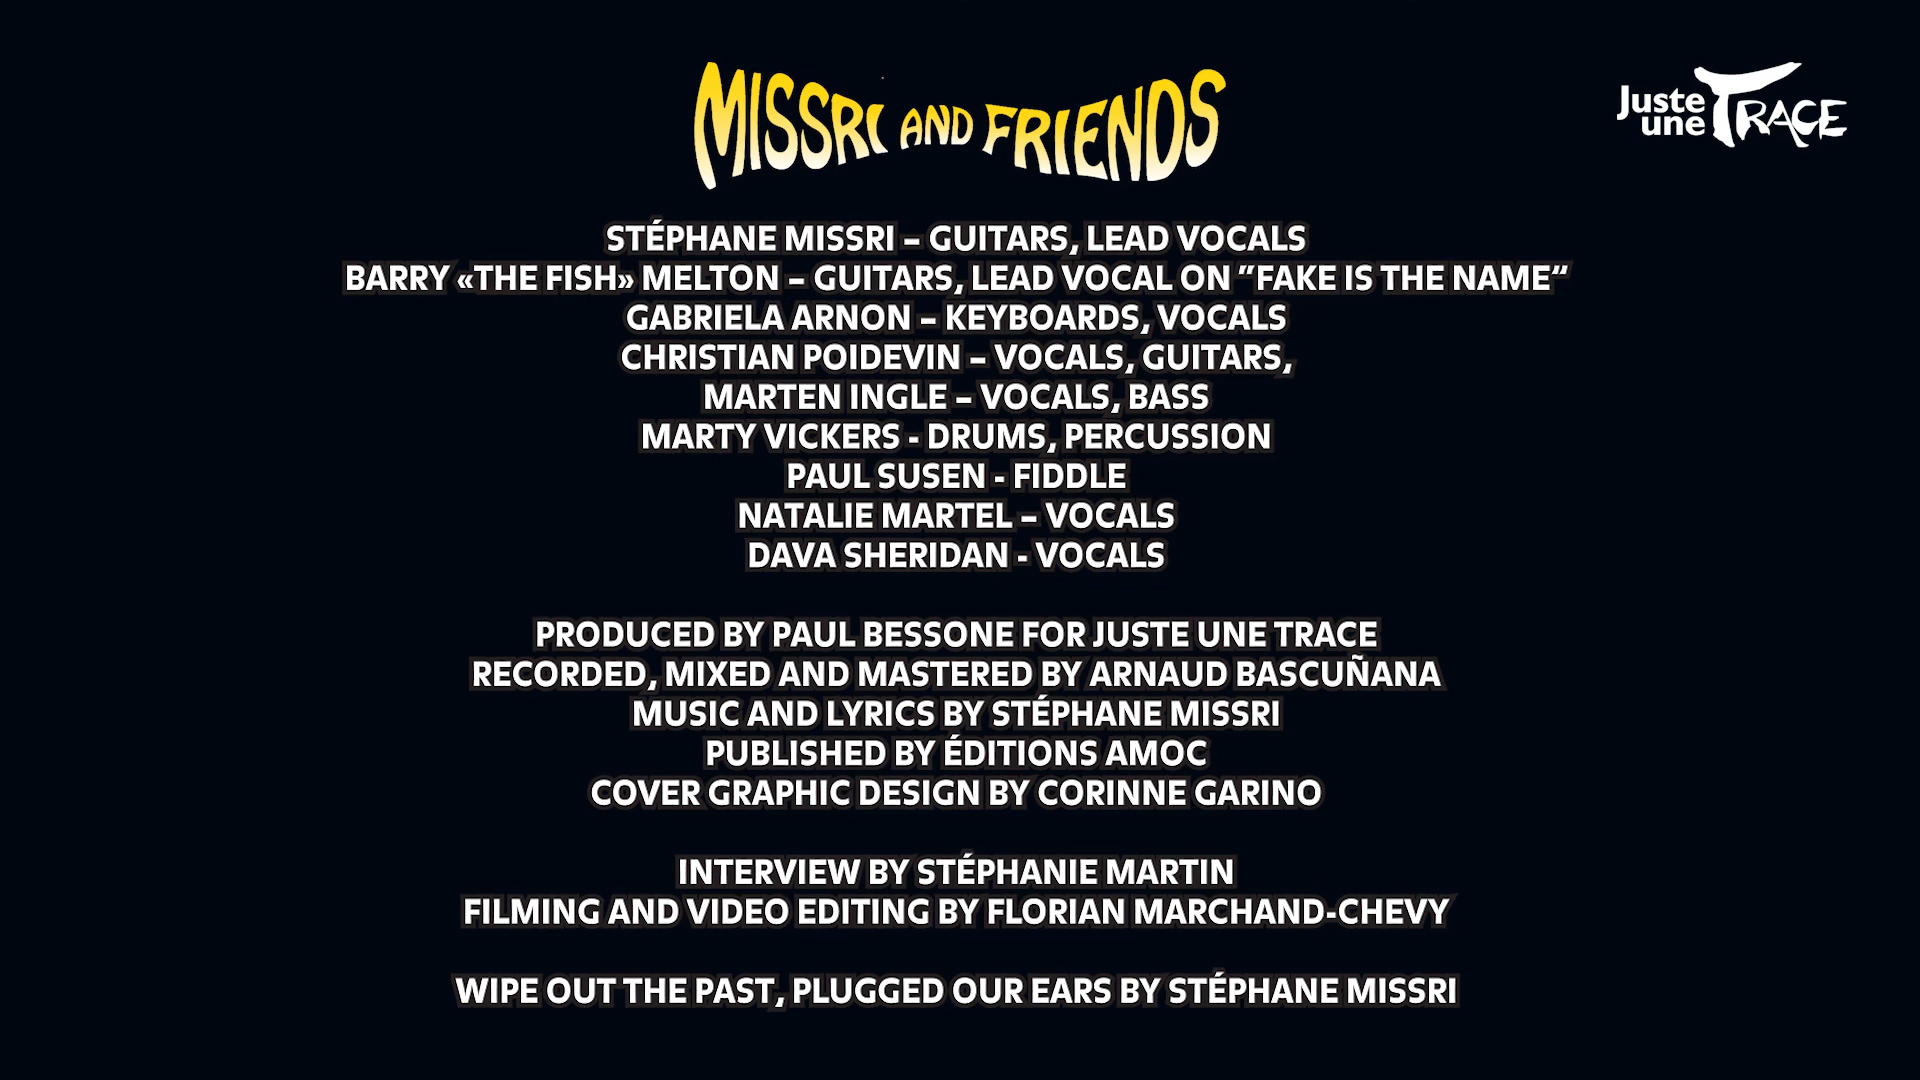 MISSRI AND FRIENDS
Juste
une TRACE
STÉPHANE MISSRI – GUITARS, LEAD VOCALS
BARRY «THE FISH» MELTON – GUITARS, LEAD VOCAL ON ”FAKE IS THE NAME“
GABRIELA ARNON – KEYBOARDS, VOCALS
CHRISTIAN POIDEVIN – VOCALS, GUITARS,
MARTEN INGLE – VOCALS, BASS
MARTY VICKERS - DRUMS, PERCUSSION
PAUL SUSEN - FIDDLE
NATALIE MARTEL – VOCALS
DAVA SHERIDAN - VOCALS
PRODUCED BY PAUL BESSONE FOR JUSTE UNE TRACE
RECORDED, MIXED AND MASTERED BY ARNAUD BASCUÑANA
MUSIC AND LYRICS BY STÉPHANE MISSRI
PUBLISHED BY ÉDITIONS AMOC
COVER GRAPHIC DESIGN BY CORINNE GARINO
INTERVIEW BY STÉPHANIE MARTIN
FILMING AND VIDEO EDITING BY FLORIAN MARCHAND-CHEVY
WIPE OUT THE PAST, PLUGGED OUR EARS BY STÉPHANE MISSRI